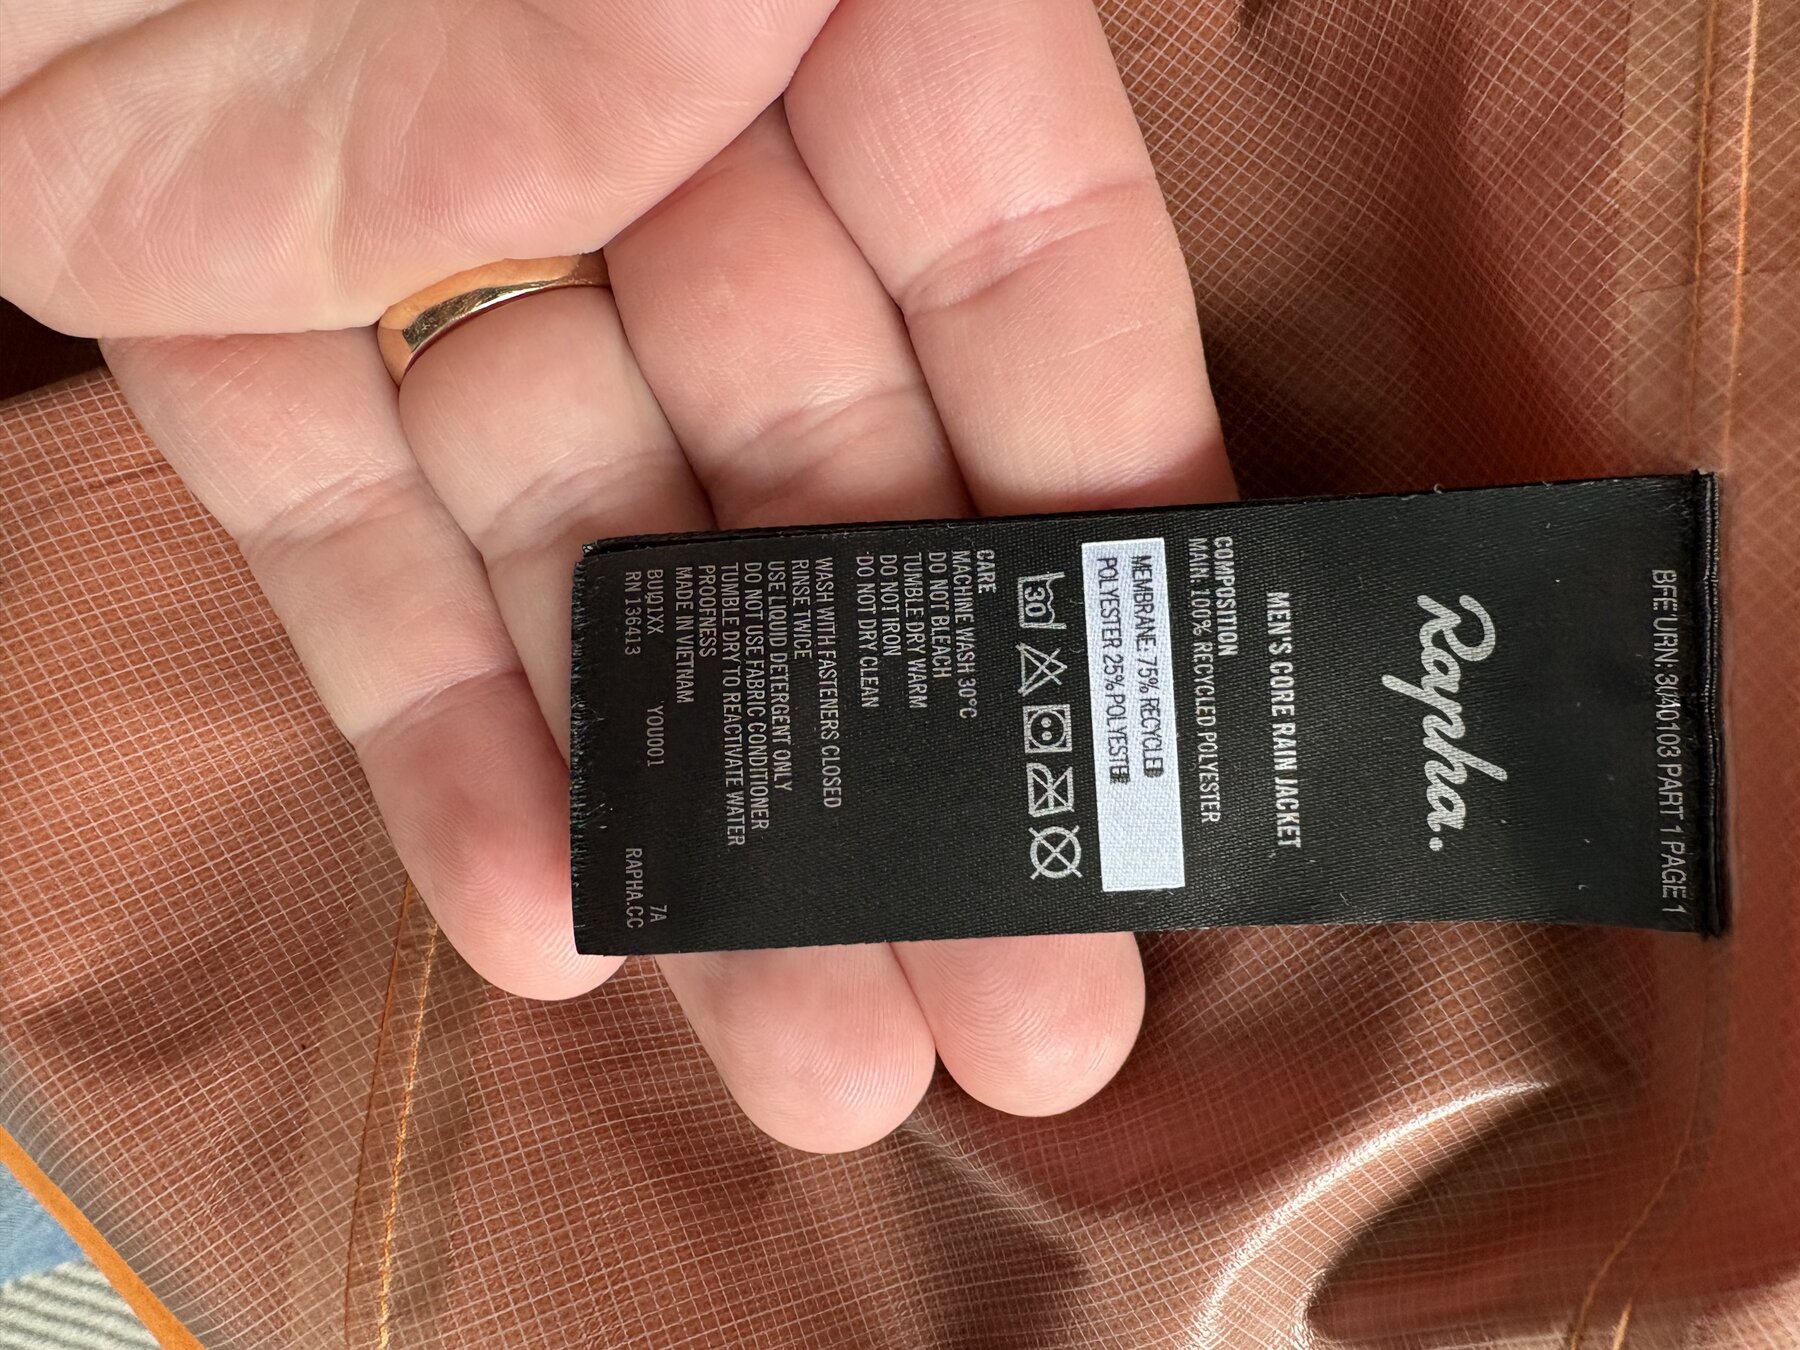 BFE URN: 3040103 PART 1 PAGE 1
Rapha.
MEN'S CORE RAIN JACKET
COMPOSITION
MAIN: 100% RECYCLED POLYESTER
MEMBRANE: 75% RECYCLED
POLYESTER 25% POLYESTER
30
CARE
MACHINE WASH 30°C
DO NOT BLEACH
TUMBLE DRY WARM
DO NOT IRON
DO NOT DRY CLEAN
WASH WITH FASTENERS CLOSED
RINSE TWICE
USE LIQUID DETERGENT ONLY
DO NOT USE FABRIC CONDITIONER
TUMBLE DRY TO REACTIVATE WATER
PROOFNESS
MADE IN VIETNAM
YOU001 7A
RN 136413 RAPHA.CC